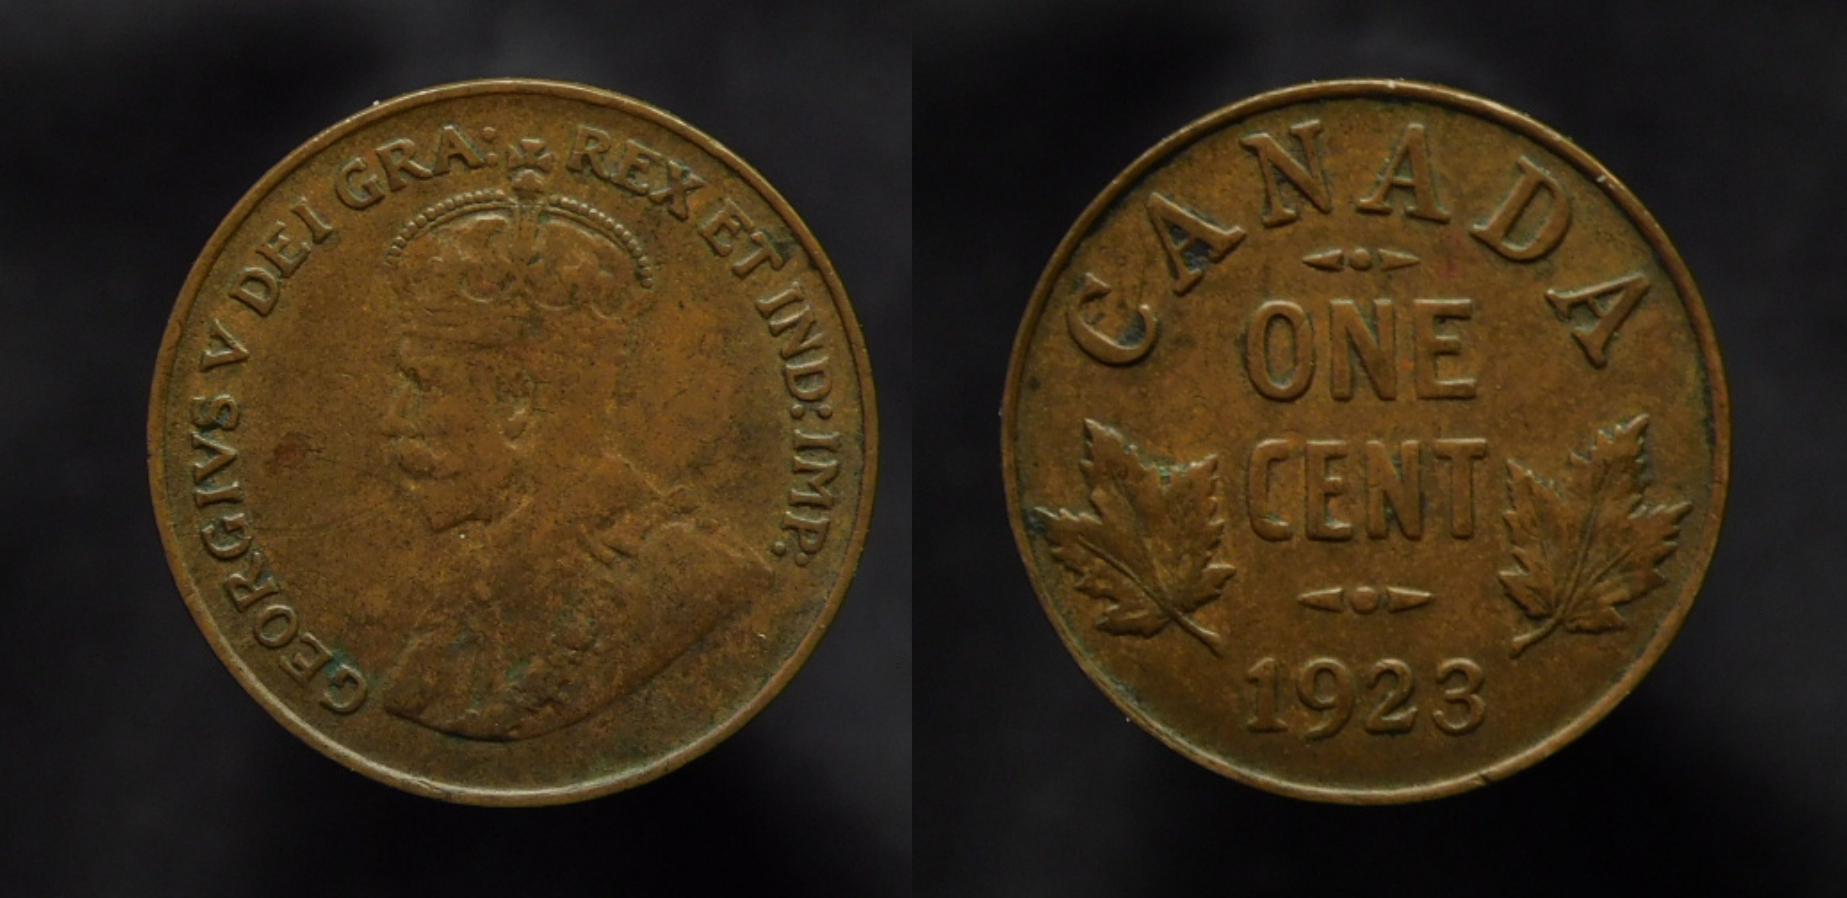 GEORGIVS V DEI GRA: REX ET IND: IMP:
CANADA
ONE
CENT
1923